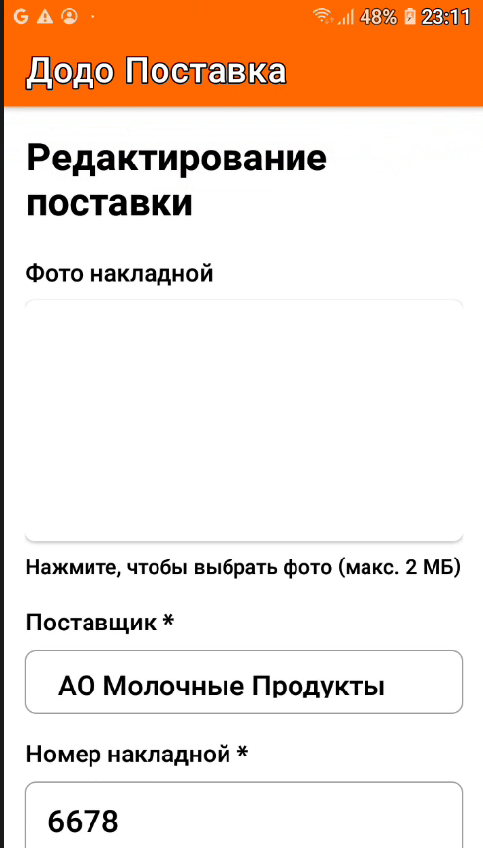 48% 23:11
Додо Поставка
Редактирование
поставки
Фото накладной
Нажмите, чтобы выбрать фото (макс. 2 МБ)
Поставщик *
АО Молочные Продукты
Номер накладной *
6678